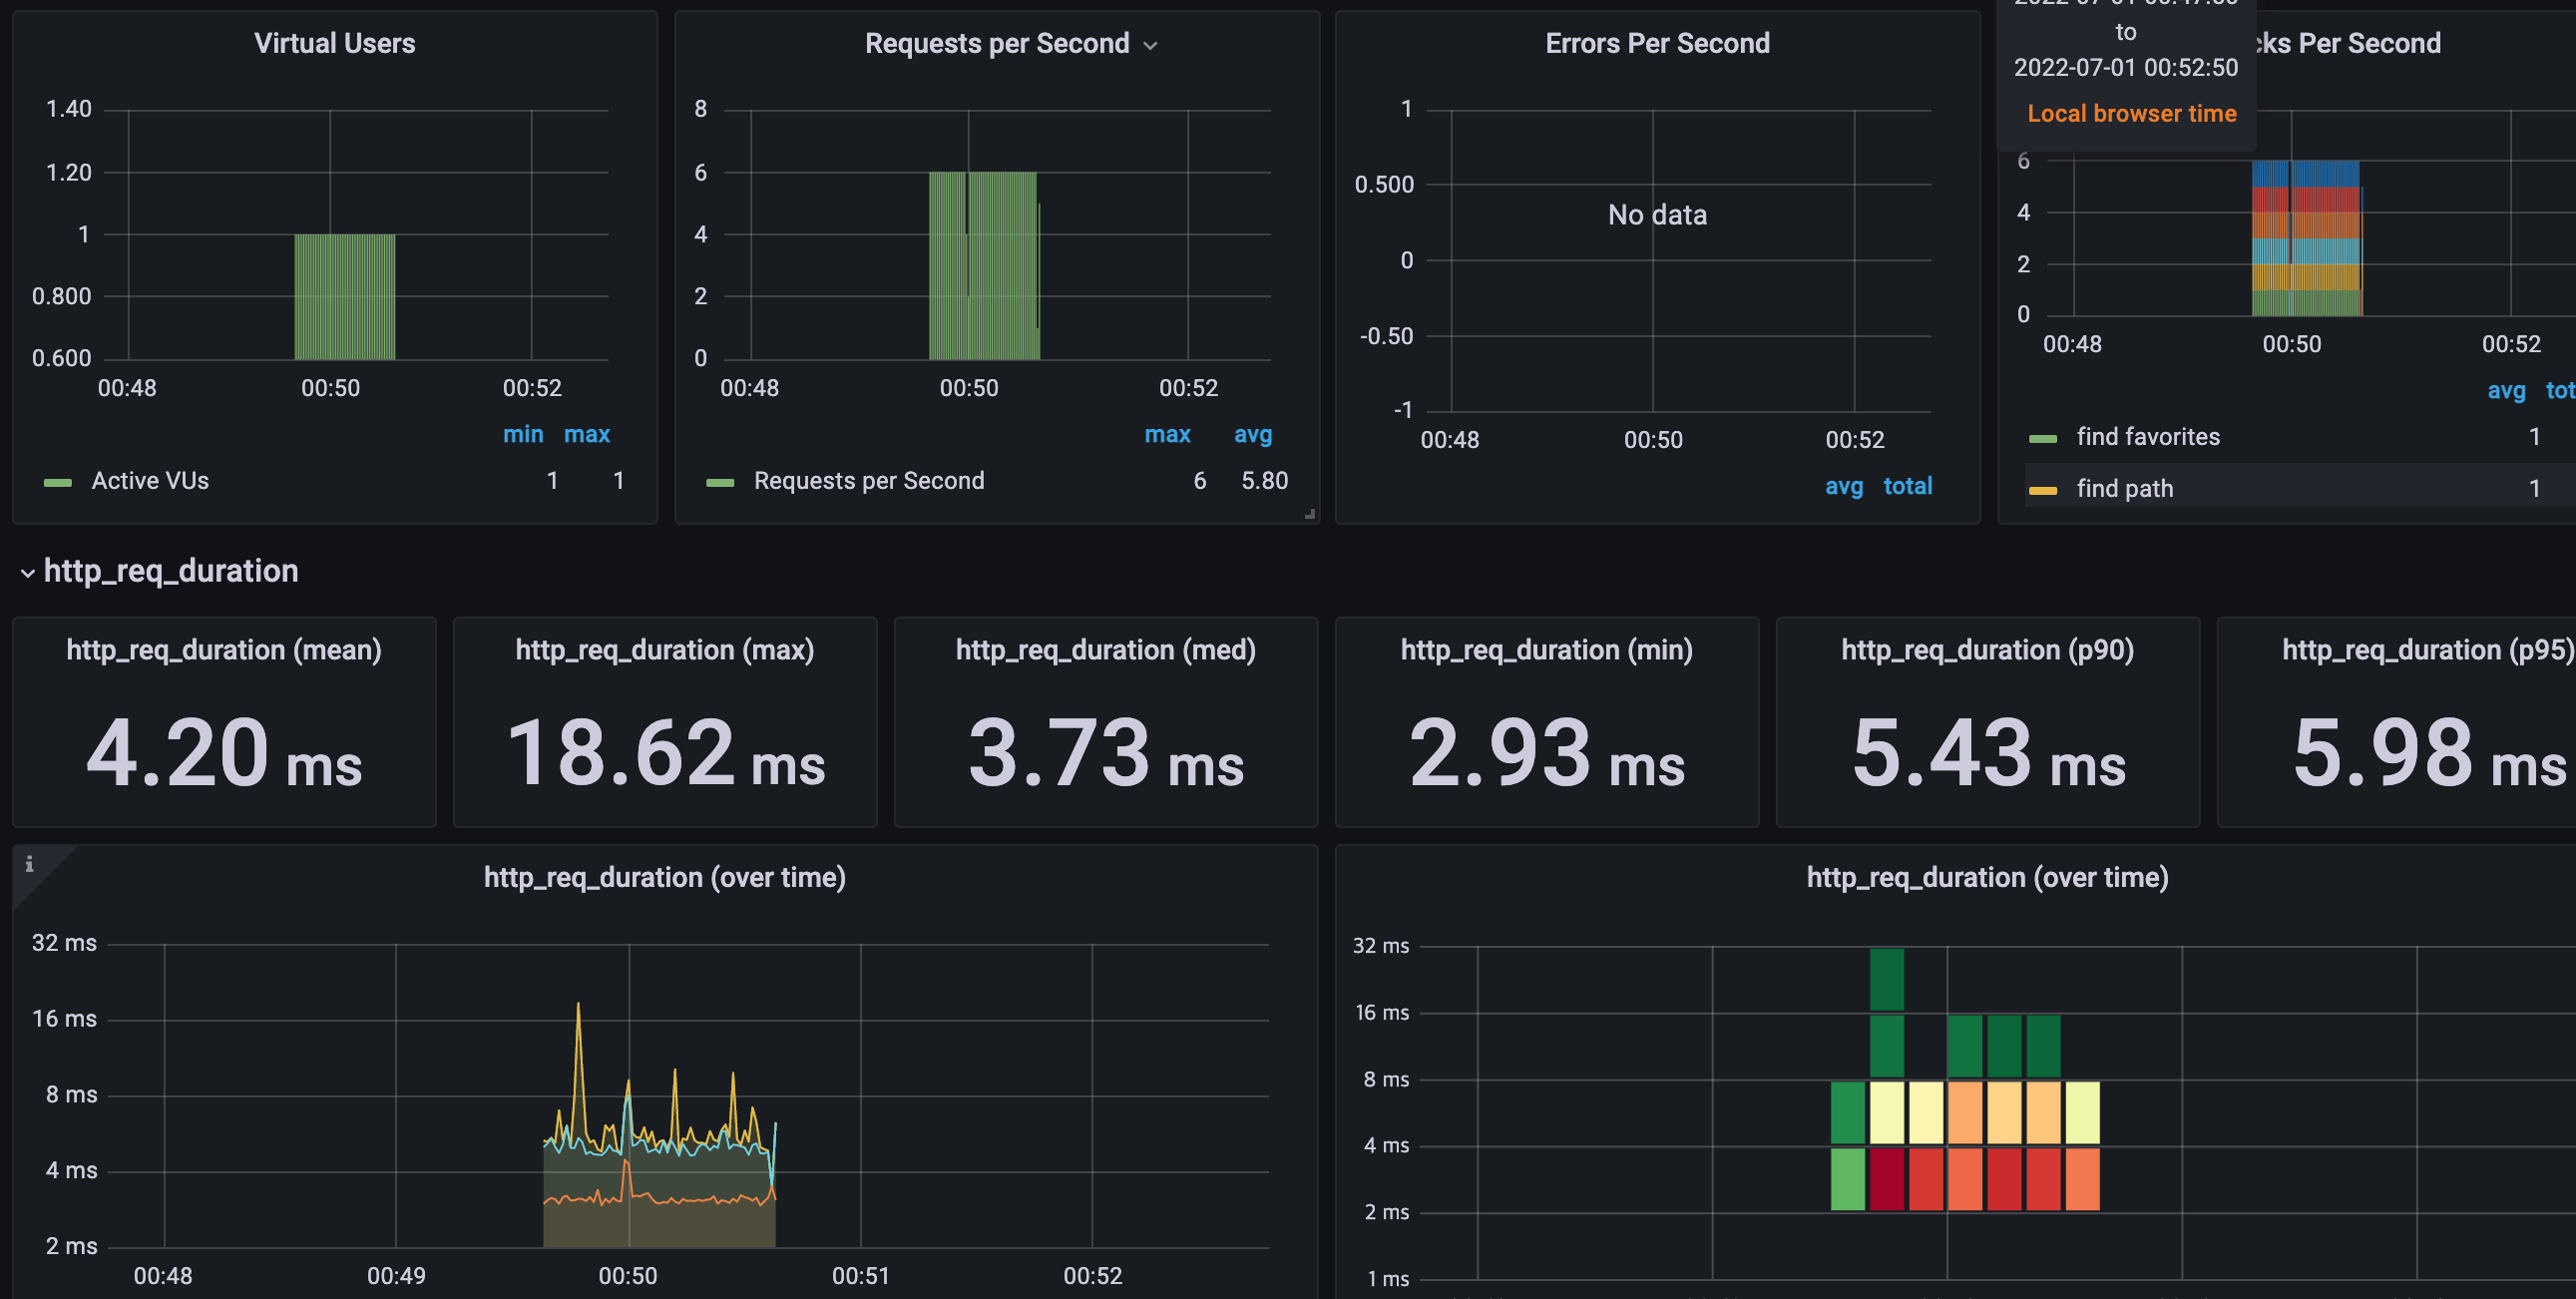 Virtual Users
1.40
1.20
1
0.800
0.600
00:48 00:50 00:52
min max
Active VUs 1 1
Requests per Second
8
6
4
2
0
00:48 00:50 00:52
max avg
Requests per Second 6 5.80
Errors Per Second
1
0.500
0
-0.50
-1
No data
00:48 00:50 00:52
avg total
to
2022-07-01 00:52:50
Local browser time
Per Second
6
4
2
0
00:48 00:50 00:52
avg
find favorites 1
find path 1
http_req_duration
http_req_duration (mean)
4.20 ms
http_req_duration (max)
18.62 ms
http_req_duration (med)
3.73 ms
http_req_duration (min)
2.93 ms
http_req_duration (p90)
5.43 ms
http_req_duration (p95)
5.98 ms
i
http_req_duration (over time)
32 ms
16 ms
8 ms
4 ms
2 ms
00:48 00:49 00:50 00:51 00:52
http_req_duration (over time)
32 ms
16 ms
8 ms
4 ms
2 ms
1 ms